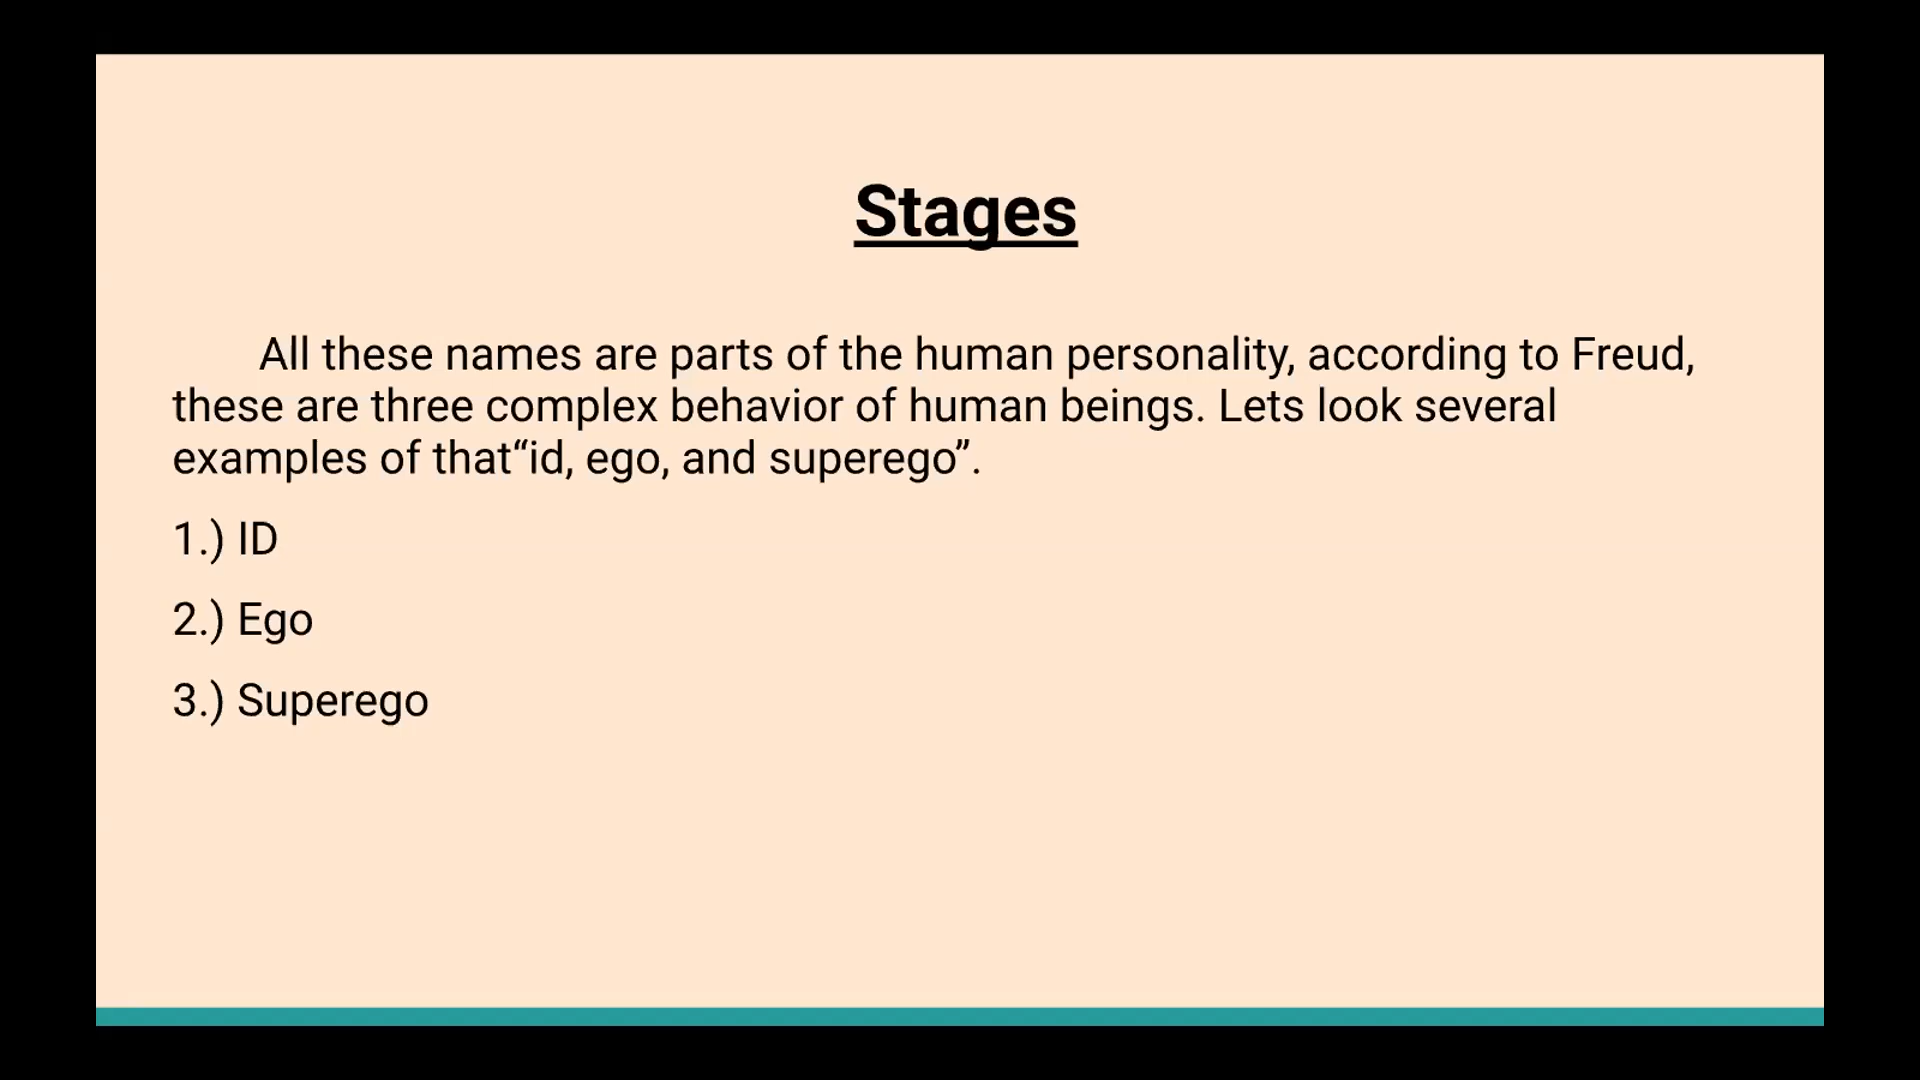 Stages
All these names are parts of the human personality, according to Freud,
these are three complex behavior of human beings. Lets look several
examples of that“id, ego, and superego”.
1.) ID
2.) Ego
3.) Superego